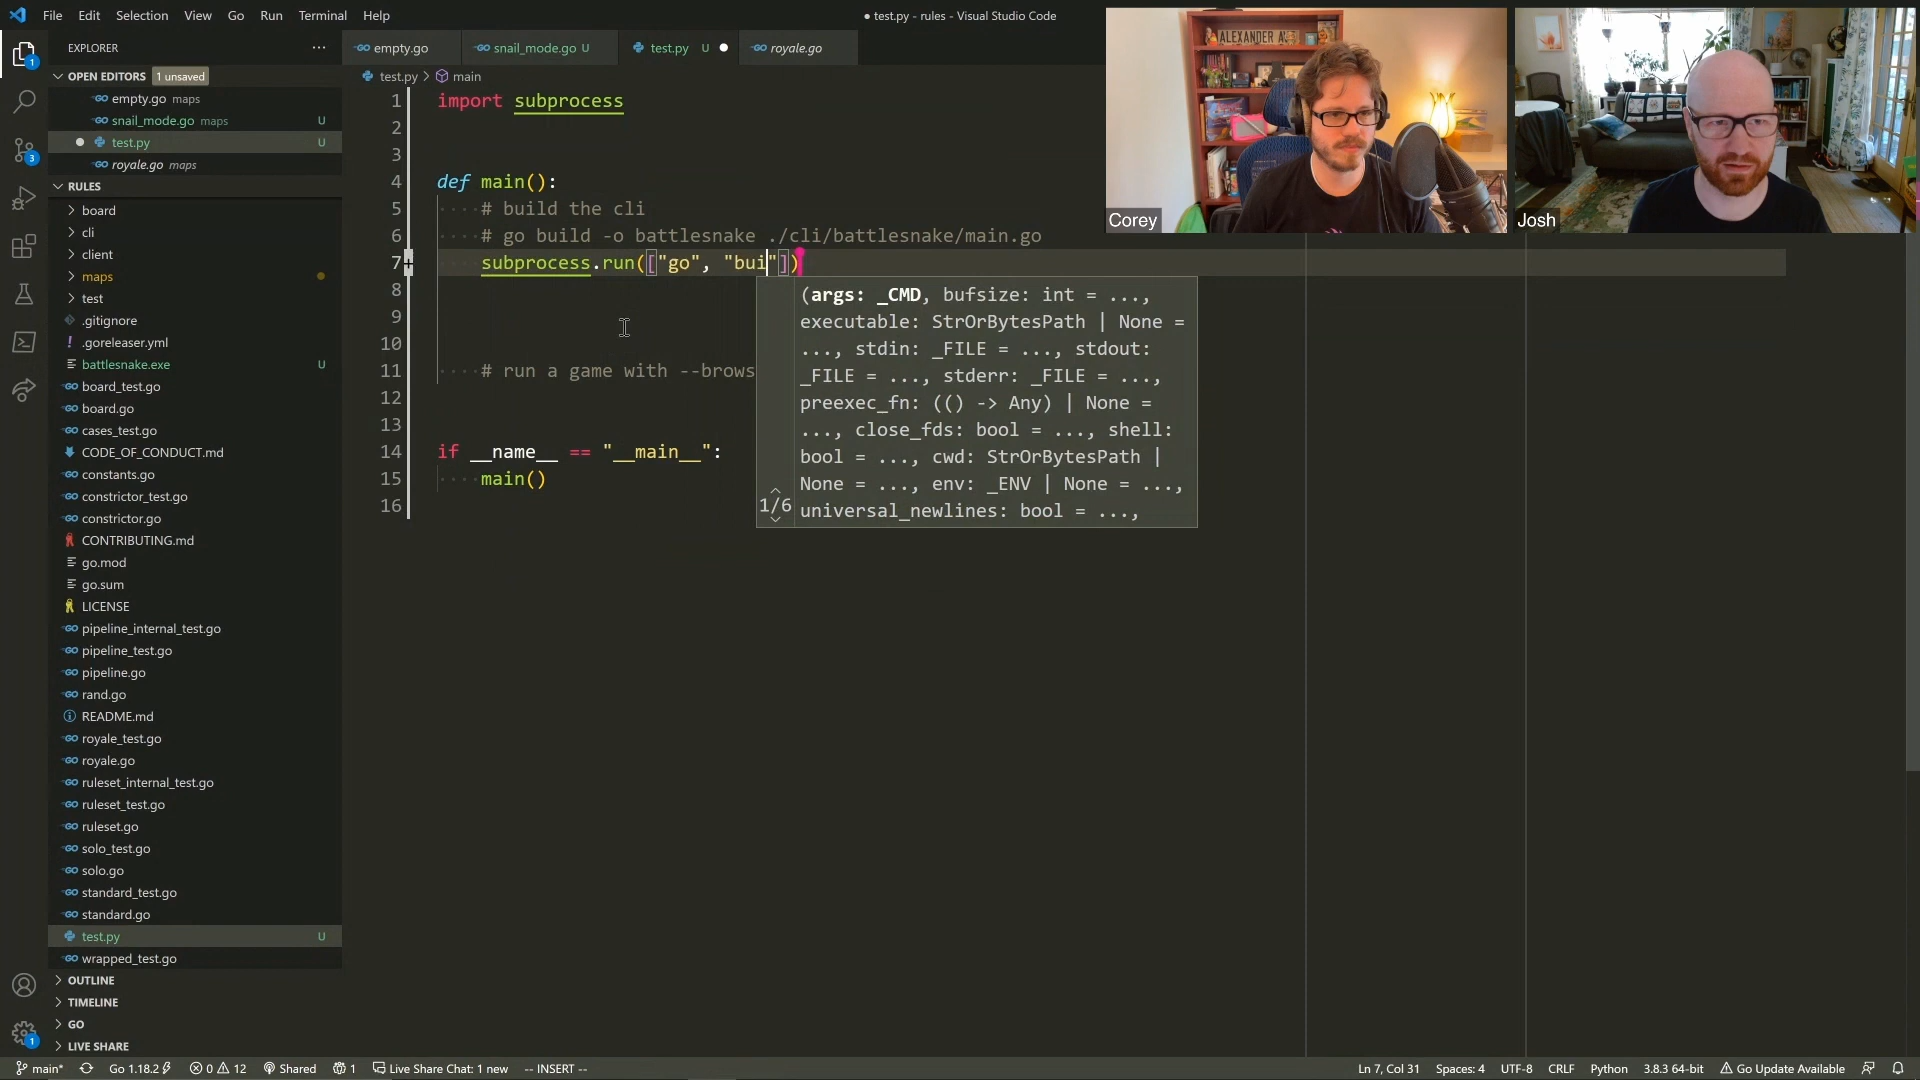 File Edit Selection View Go Run Terminal Help
● test.py - rules - Visual Studio Code
EXPLORER
OPEN EDITORS 1 unsaved
empty.go maps
snail_mode.go maps U
test.py U
royale.go maps
RULES
board
cli
client
maps
test
.gitignore
.goreleaser.yml
battlesnake.exe U
board_test.go
board.go
cases_test.go
CODE_OF_CONDUCT.md
constants.go
constrictor_test.go
constrictor.go
CONTRIBUTING.md
go.mod
go.sum
LICENSE
pipeline_internal_test.go
pipeline_test.go
pipeline.go
rand.go
README.md
royale_test.go
royale.go
ruleset_internal_test.go
ruleset_test.go
ruleset.go
solo_test.go
solo.go
standard_test.go
standard.go
test.py U
wrapped_test.go
OUTLINE
TIMELINE
GO
LIVE SHARE
empty.go snail_mode.go U test.py U royale.go
test.py > main
1 import subprocess
2
3
4 def main():
5 # build the cli
6 # go build -o battlesnake ./cli/battlesnake/main.go
7 subprocess.run(["go", "bui"])
8
9
10
11 # run a game with --brows
12
13
14 if __name__ == "__main__":
15 main()
16
(args: _CMD, bufsize: int = ...,
executable: StrOrBytesPath | None =
..., stdin: _FILE = ..., stdout:
_FILE = ..., stderr: _FILE = ...,
preexec_fn: (() -> Any) | None =
..., close_fds: bool = ..., shell:
bool = ..., cwd: StrOrBytesPath |
None = ..., env: _ENV | None = ...,
1/6 universal_newlines: bool = ...,
ALEXANDER A.
Corey
Josh
1
3
1
main* Go 1.18.2 0 12 Shared 1 Live Share Chat: 1 new -- INSERT --
Ln 7, Col 31 Spaces: 4 UTF-8 CRLF Python 3.8.3 64-bit Go Update Available